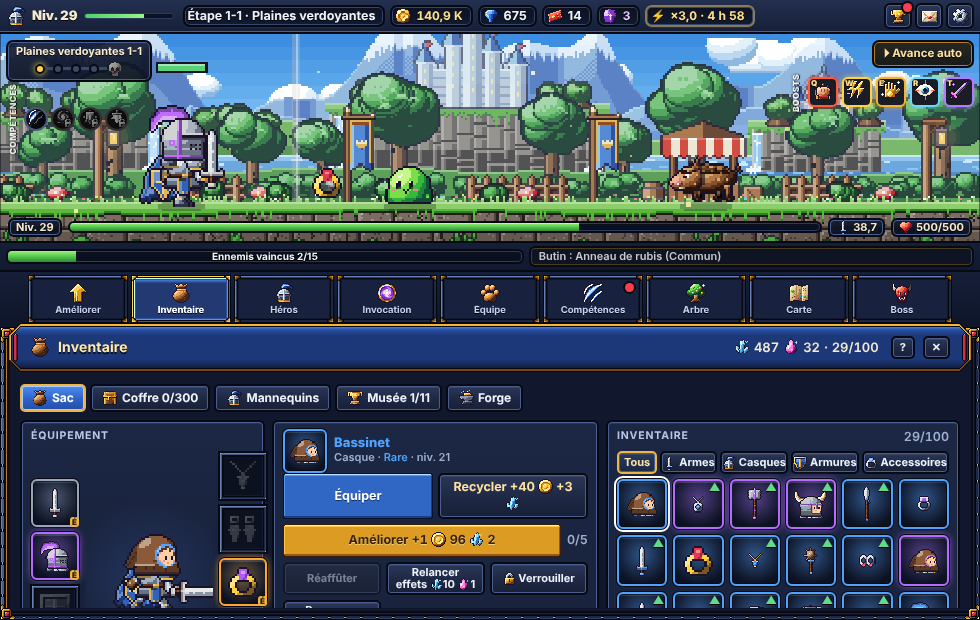 Niv. 29
Étape 1-1 · Plaines verdoyantes
140,9 K
675
14
3
×3,0 · 4 h 58
Plaines verdoyantes 1-1
Avance auto
COMPÉTENCES
BOOSTS
Q
W
E
R
T
Niv. 29
38,7
500/500
Ennemis vaincus 2/15
Butin : Anneau de rubis (Commun)
Améliorer
Inventaire
Héros
Invocation
Equipe
Compétences
Arbre
Carte
Boss
Inventaire
487
32 · 29/100
?
×
Sac
Coffre 0/300
Mannequins
Musée 1/11
Forge
ÉQUIPEMENT
E
E
E
Bassinet
Casque · Rare · niv. 21
Équiper
Recycler +40 +3
Améliorer +1 96 2
0/5
Réaffûter
Relancer
effets 10 1
Verrouiller
INVENTAIRE
29/100
Tous
Armes
Casques
Armures
Accessoires